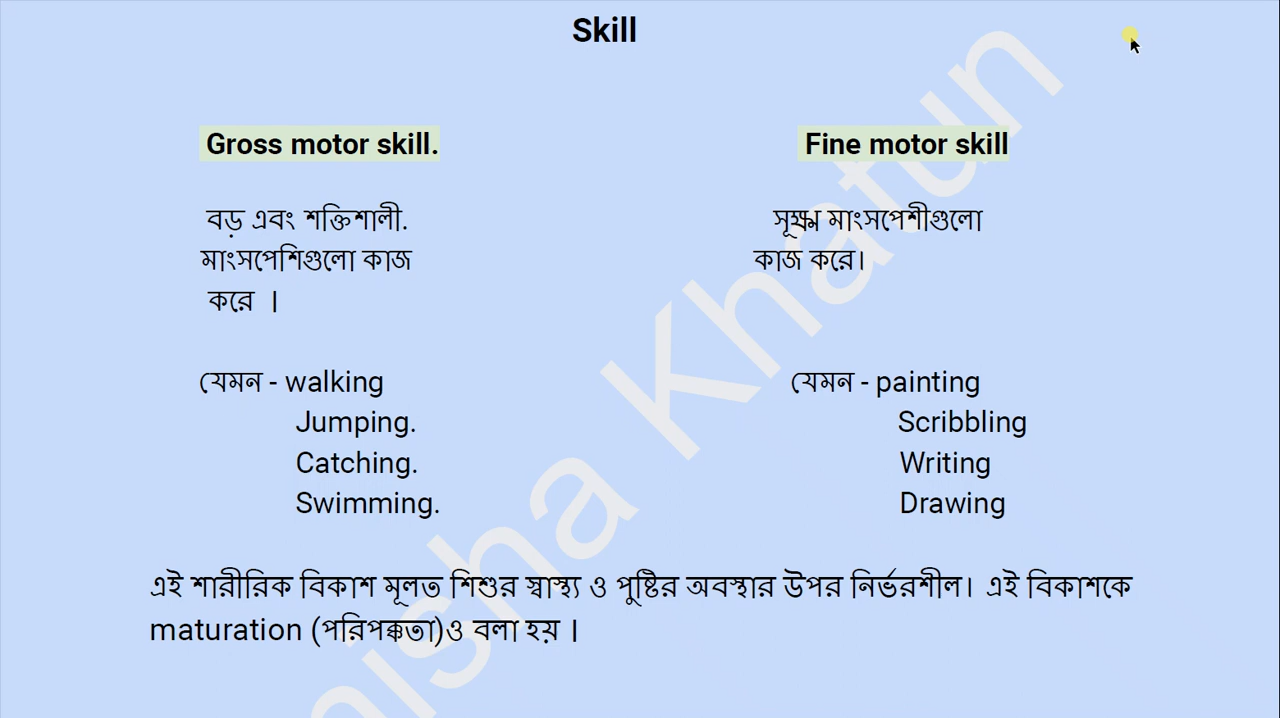 Skill
Gross motor skill.
বড় এবং শক্তিশালী.
মাংসপেশিগুলো কাজ
করে ।
যেমন - walking
Jumping.
Catching.
Swimming.
Fine motor skill
সূক্ষ্ম মাংসপেশীগুলো
কাজ করে।
যেমন - painting
Scribbling
Writing
Drawing
এই শারীরিক বিকাশ মূলত শিশুর স্বাস্থ্য ও পুষ্টির অবস্থার উপর নির্ভরশীল। এই বিকাশকে
maturation (পরিপক্কতা)ও বলা হয় ।
Khatun